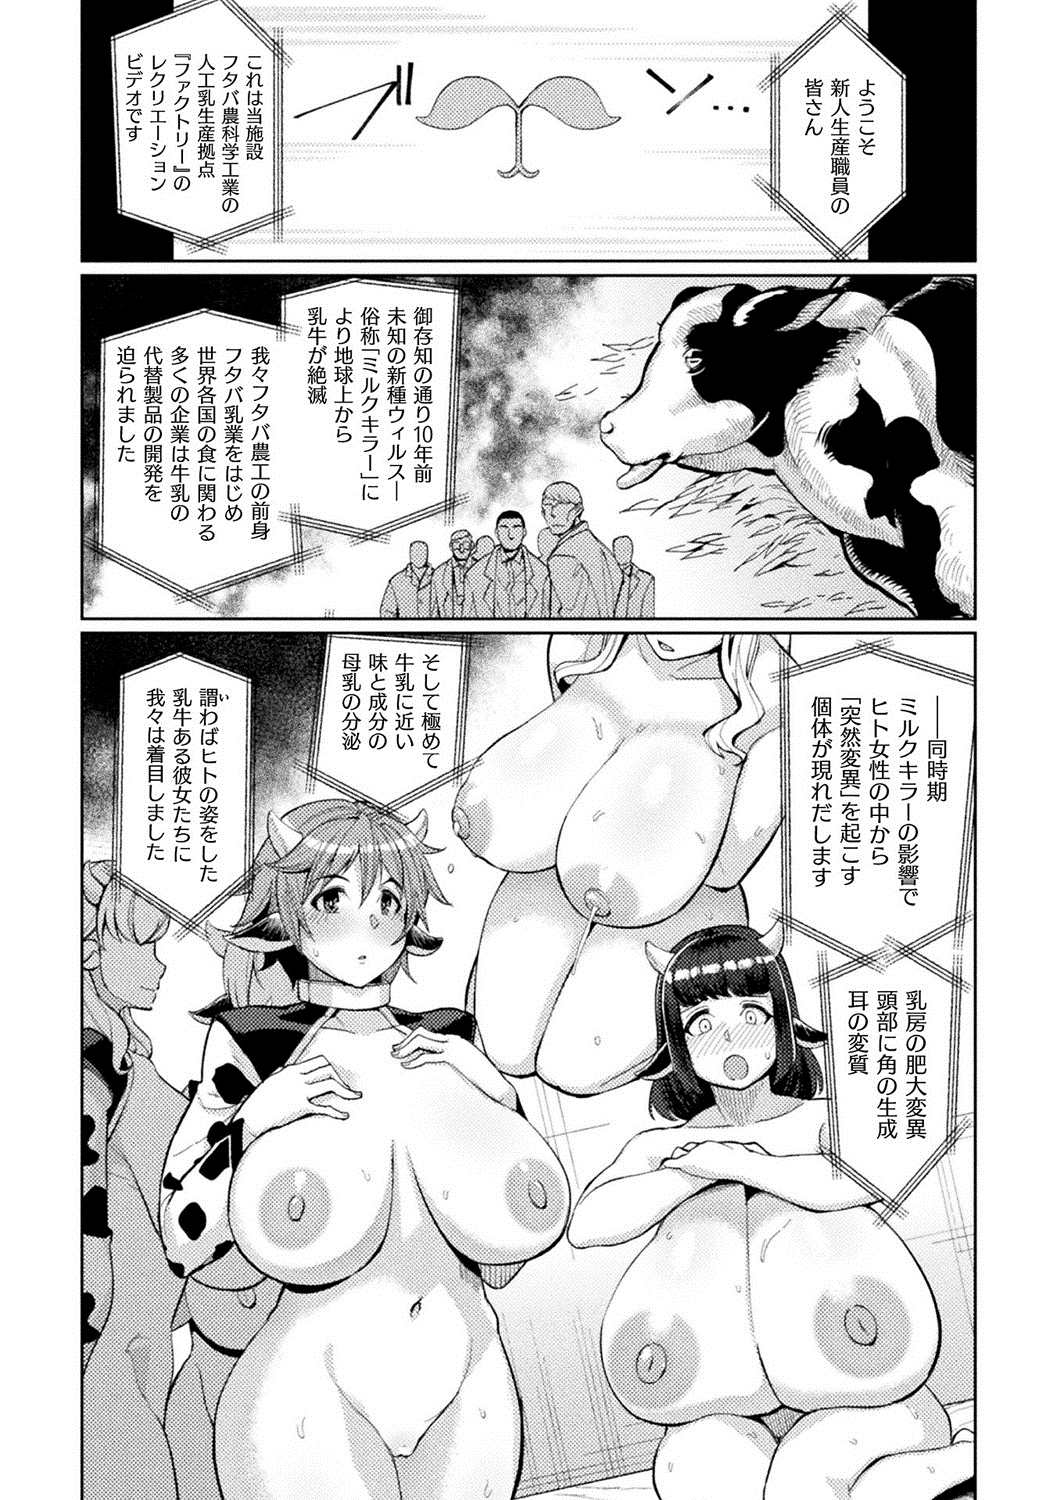 ようこそ
新人生産職員の
皆さん
ン…
これは当施設
フタバ農科学工業の
人工乳生産拠点
『ファクトリー』の
レクリエーション
ビデオです
御存知の通り10年前
未知の新種ウィルス―
俗称「ミルクキラー」に
より地球上から
乳牛が絶滅
我々フタバ農工の前身
フタバ乳業をはじめ
世界各国の食に関わる
多くの企業は牛乳の
代替製品の開発を
迫られました
――同時期
ミルクキラーの影響で
ヒト女性の中から
「突然変異」を起こす
個体が現れだします
乳房の肥大変異
頭部に角の生成
耳の変質
そして極めて
牛乳に近い
味と成分の
母乳の分泌
謂わばヒトの姿をした
い
乳牛ある彼女たちに
我々は着目しました